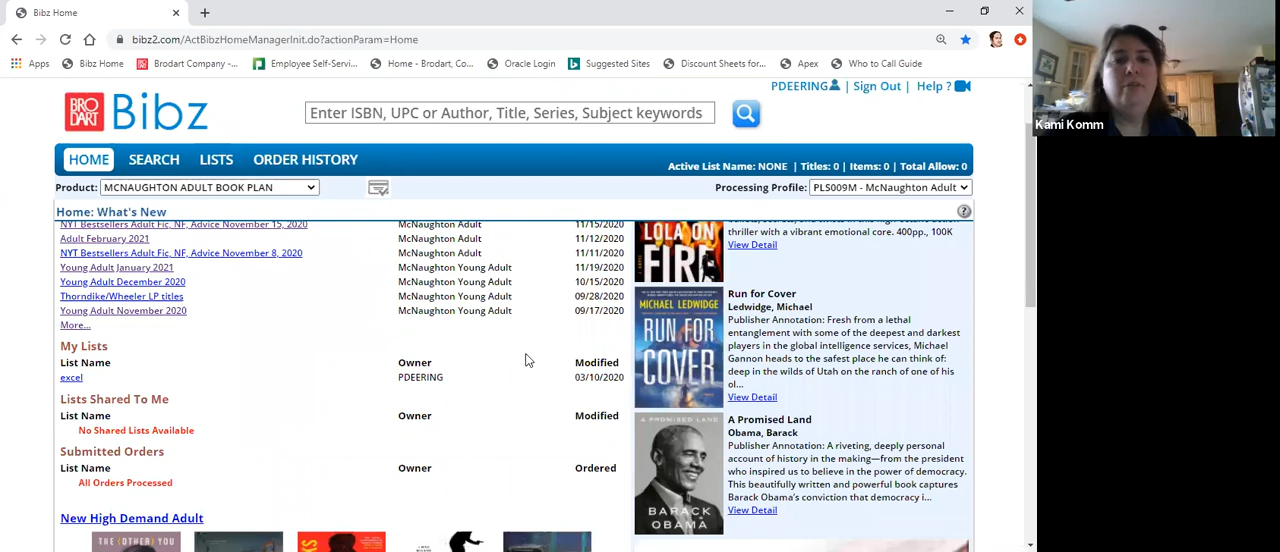 Bibz Home
bibz2.com/ActBibzHomeManagerInit.do?actionParam=Home
Apps Bibz Home Brodart Company -... Employee Self-Servi... Home - Brodart, Co... Oracle Login Suggested Sites Discount Sheets for... Apex Who to Call Guide
PDEERING | Sign Out | Help ?
BRO DART Bibz
Enter ISBN, UPC or Author, Title, Series, Subject keywords
HOME SEARCH LISTS ORDER HISTORY
Active List Name: NONE | Titles: 0 | Items: 0 | Total Allow: 0
Product: MCNAUGHTON ADULT BOOK PLAN
Processing Profile: PLS009M - McNaughton Adult
Home: What's New
NYT Bestsellers Adult Fic, NF, Advice November 15, 2020 McNaughton Adult 11/15/2020
Adult February 2021 McNaughton Adult 11/12/2020
NYT Bestsellers Adult Fic, NF, Advice November 8, 2020 McNaughton Adult 11/11/2020
Young Adult January 2021 McNaughton Young Adult 11/19/2020
Young Adult December 2020 McNaughton Young Adult 10/15/2020
Thorndike/Wheeler LP titles McNaughton Young Adult 09/28/2020
Young Adult November 2020 McNaughton Young Adult 09/17/2020
More...
My Lists
List Name Owner Modified
excel PDEERING 03/10/2020
Lists Shared To Me
List Name Owner Modified
No Shared Lists Available
Submitted Orders
List Name Owner Ordered
All Orders Processed
New High Demand Adult
THE (OTHER) YOU
LOLA ON FIRE
thriller with a vibrant emotional core. 400pp., 100K
View Detail
MICHAEL LEDWIDGE
RUN FOR COVER
Run for Cover
Ledwidge, Michael
Publisher Annotation: Fresh from a lethal
entanglement with some of the deepest and darkest
players in the global intelligence services, Michael
Gannon heads to the safest place he can think of:
deep in the wilds of Utah on the ranch of one of his
ol...
View Detail
A PROMISED LAND
BARACK OBAMA
A Promised Land
Obama, Barack
Publisher Annotation: A riveting, deeply personal
account of history in the making—from the president
who inspired us to believe in the power of democracy.
This beautifully written and powerful book captures
Barack Obama's conviction that democracy i...
View Detail
Kami Komm